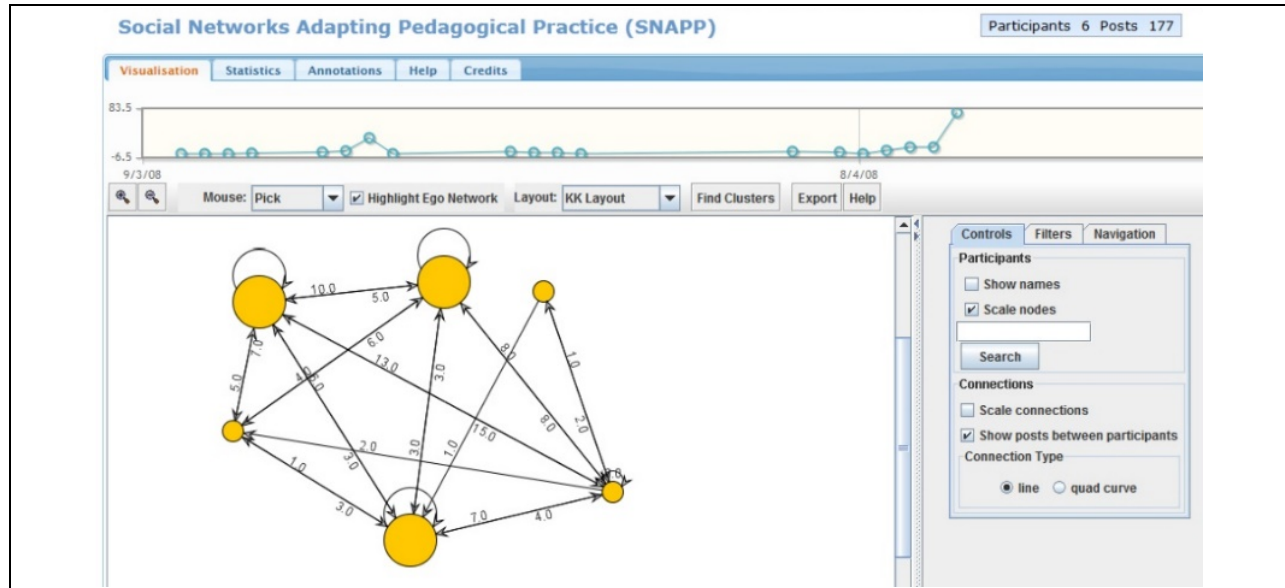 Social Networks Adapting Pedagogical Practice (SNAPP)
Participants 6 Posts 177
Visualisation Statistics Annotations Help Credits
83.5
-6.5
9/3/08 8/4/08
Mouse: Pick Highlight Ego Network Layout: KK Layout Find Clusters Export Help
Controls Filters Navigation
Participants
Show names
Scale nodes
Search
Connections
Scale connections
Show posts between participants
Connection Type
line quad curve
10.0
5.0
6.0
7.0
13.0
8.0
3.0
1.0
5.0
2.0
8.0
15.0
2.0
3.0
1.0
1.0
3.0
3.0
7.0
4.0